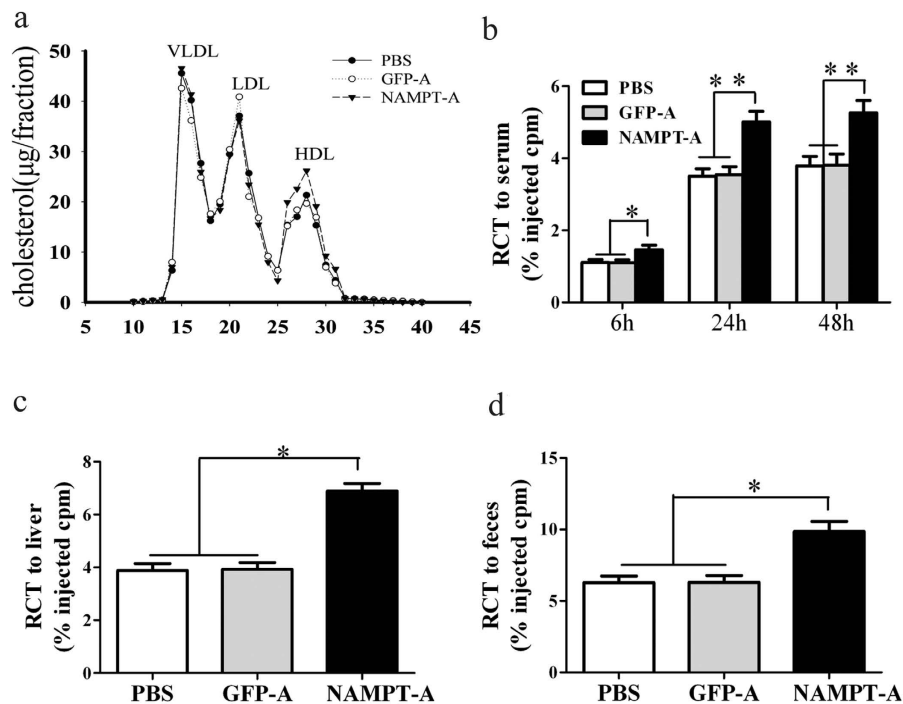 a
cholesterol(µg/fraction)
50
40
30
20
10
0
VLDL
LDL
HDL
PBS
GFP-A
NAMPT-A
5 10 15 20 25 30 35 40 45
b
RCT to serum
(% injected cpm)
6
4
2
0
PBS
GFP-A
NAMPT-A
*
* *
* *
6h 24h 48h
c
RCT to liver
(% injected cpm)
8
6
4
2
0
*
PBS GFP-A NAMPT-A
d
RCT to feces
(% injected cpm)
15
10
5
0
*
PBS GFP-A NAMPT-A